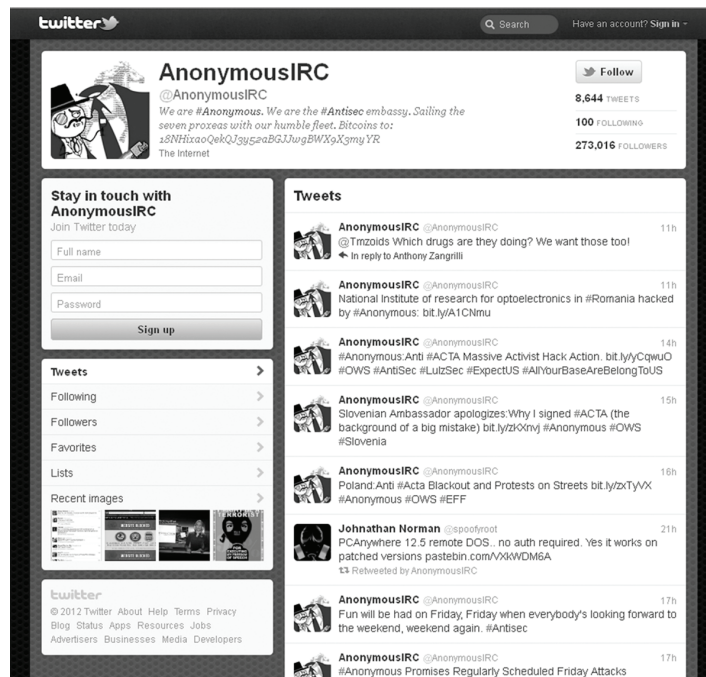 twitter
Search
Have an account? Sign in
AnonymousIRC
@AnonymousIRC
We are #Anonymous. We are the #Antisec embassy. Sailing the
seven proxeas with our humble fleet. Bitcoins to:
18NHixaoQekQJ3y52aBGJJwgBWX9X3myYR
The Internet
Follow
8,644 TWEETS
100 FOLLOWING
273,016 FOLLOWERS
Stay in touch with
AnonymousIRC
Join Twitter today
Full name
Email
Password
Sign up
Tweets
Following
Followers
Favorites
Lists
Recent images
TERRORIST
twitter
© 2012 Twitter About Help Terms Privacy
Blog Status Apps Resources Jobs
Advertisers Businesses Media Developers
Tweets
AnonymousIRC @AnonymousIRC 11h
@Tmzoids Which drugs are they doing? We want those too!
In reply to Anthony Zangrilli
AnonymousIRC @AnonymousIRC 11h
National Institute of research for optoelectronics in #Romania hacked
by #Anonymous: bit.ly/A1CNmu
AnonymousIRC @AnonymousIRC 14h
#Anonymous:Anti #ACTA Massive Activist Hack Action. bit.ly/yCqwuO
#OWS #AntiSec #LulzSec #ExpectUS #AllYourBaseAreBelongToUS
AnonymousIRC @AnonymousIRC 15h
Slovenian Ambassador apologizes:Why I signed #ACTA (the
background of a big mistake) bit.ly/zKXnvj #Anonymous #OWS
#Slovenia
AnonymousIRC @AnonymousIRC 16h
Poland:Anti #Acta Blackout and Protests on Streets bit.ly/zxTyVX
#Anonymous #OWS #EFF
Johnathan Norman @spoofyroot 21h
PCAnywhere 12.5 remote DOS.. no auth required. Yes it works on
patched versions pastebin.com/VXKWDM6A
Retweeted by AnonymousIRC
AnonymousIRC @AnonymousIRC 17h
Fun will be had on Friday, Friday when everybody's looking forward to
the weekend, weekend again. #Antisec
AnonymousIRC @AnonymousIRC 17h
#Anonymous Promises Regularly Scheduled Friday Attacks